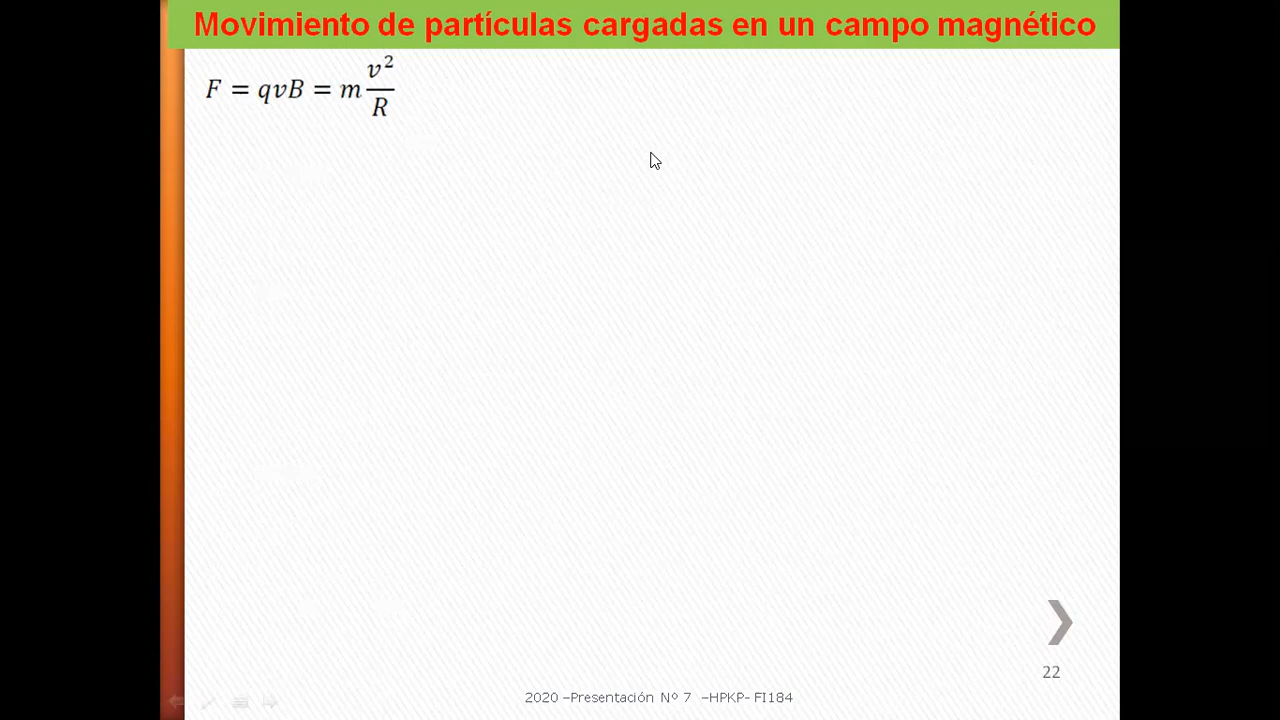 Movimiento de partículas cargadas en un campo magnético
F = qvB = m v²/R
22
2020 –Presentación Nº 7 –HPKP- FI184